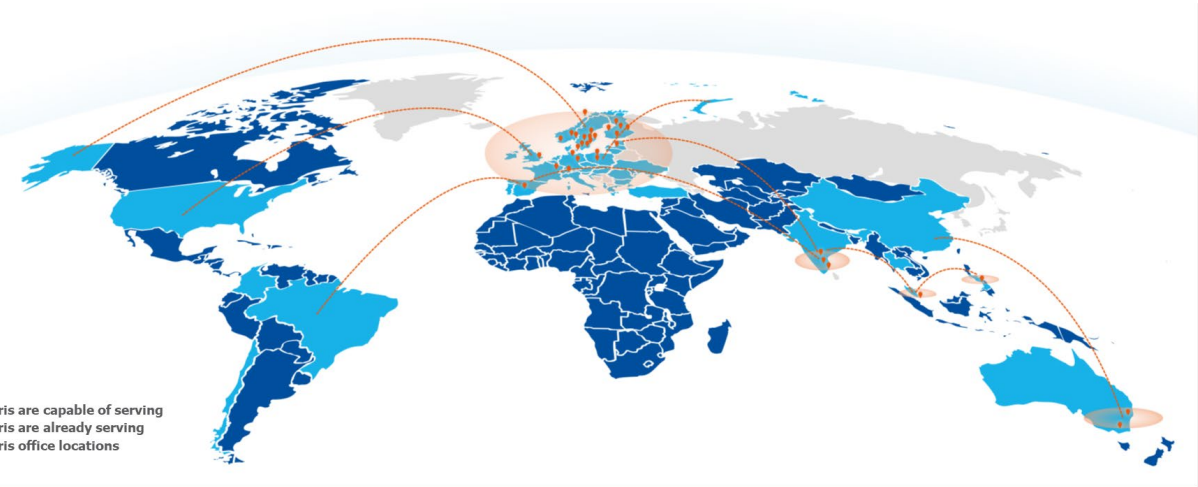 ris are capable of serving
ris are already serving
ris office locations